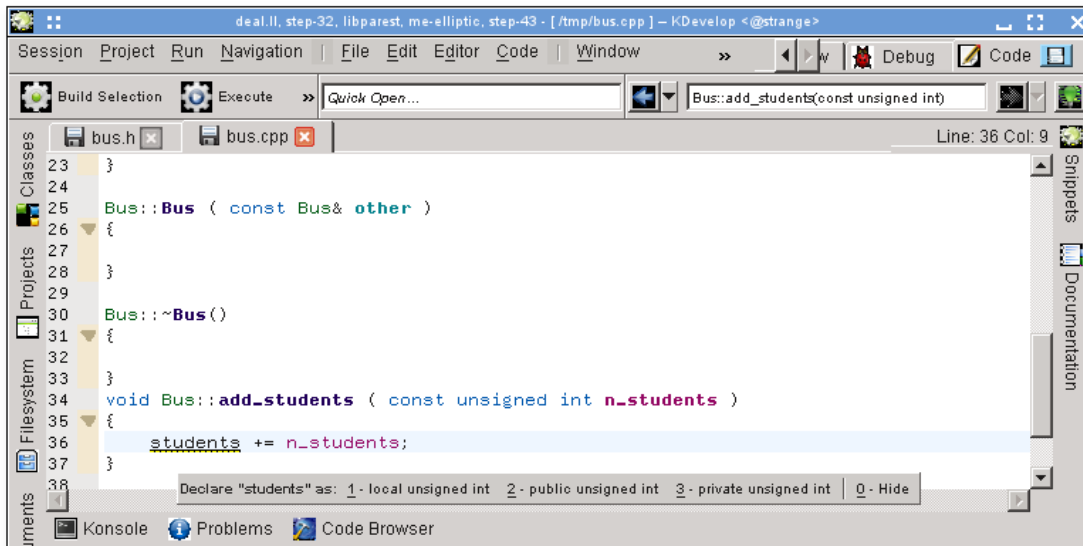 deal.II, step-32, libparest, me-elliptic, step-43 - [ /tmp/bus.cpp ] – KDevelop <@strange>
Session Project Run Navigation File Edit Editor Code Window » w Debug Code
Build Selection Execute » Quick Open... Bus::add_students(const unsigned int)
bus.h bus.cpp Line: 36 Col: 9
Classes
Projects
Filesystem
uments
23 }
24
25 Bus::Bus ( const Bus& other )
26 {
27
28 }
29
30 Bus::~Bus()
31 {
32
33 }
34 void Bus::add_students ( const unsigned int n_students )
35 {
36 students += n_students;
37 }
38
Declare "students" as: 1 - local unsigned int 2 - public unsigned int 3 - private unsigned int 0 - Hide
Snippets
Documentation
Konsole Problems Code Browser